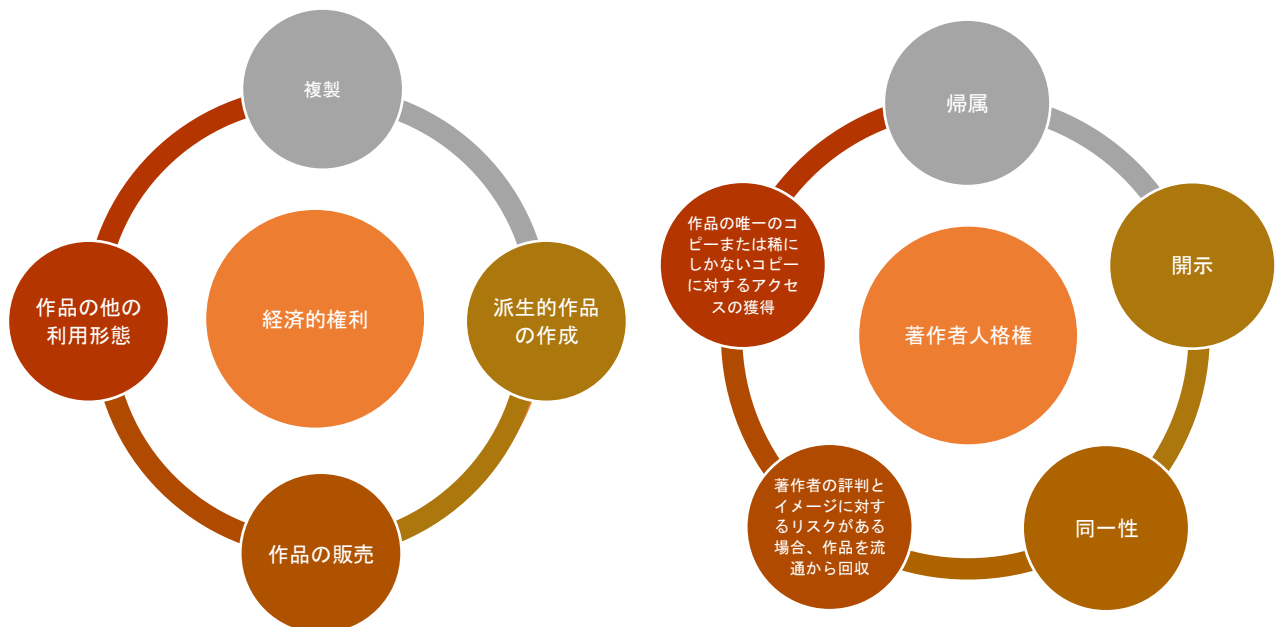 複製
作品の他の
利用形態
経済的権利
派生的作品
の作成
作品の販売
帰属
作品の唯一のコ
ピーまたは稀に
しかないコピー
に対するアクセ
スの獲得
開示
著作者人格権
著作者の評判と
イメージに対す
るリスクがある
場合、作品を流
通から回収
同一性